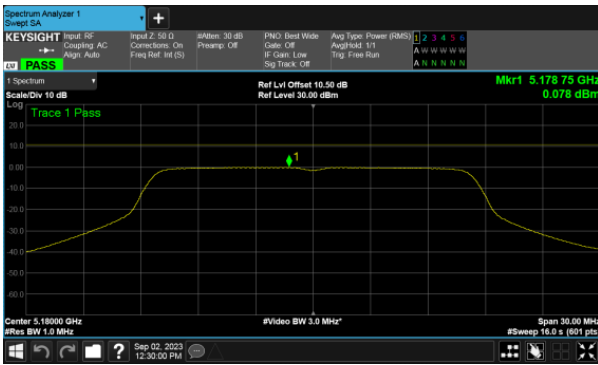 Spectrum Analyzer 1
Swept SA
+
KEYSIGHT Input: RF Input Z: 50 Ω #Atten: 30 dB PNO: Best Wide Avg Type: Power (RMS) 1 2 3 4 5 6
Coupling: AC Corrections: On Preamp: Off Gate: Off Avg|Hold: 1/1 A W W W W W
Align: Auto Freq Ref: Int (S) IF Gain: Low Trig: Free Run
PASS Sig Track: Off A N N N N N
1 Spectrum Ref Lvl Offset 10.50 dB Mkr1 5.178 75 GHz
Scale/Div 10 dB Ref Level 30.00 dBm 0.078 dBm
Log
Trace 1 Pass
20.0
10.0
1
0.00
-10.0
-20.0
-30.0
-40.0
-50.0
-60.0
Center 5.18000 GHz #Video BW 3.0 MHz* Span 30.00 MHz
#Res BW 1.0 MHz #Sweep 16.0 s (601 pts
? Sep 02, 2023
12:30:00 PM